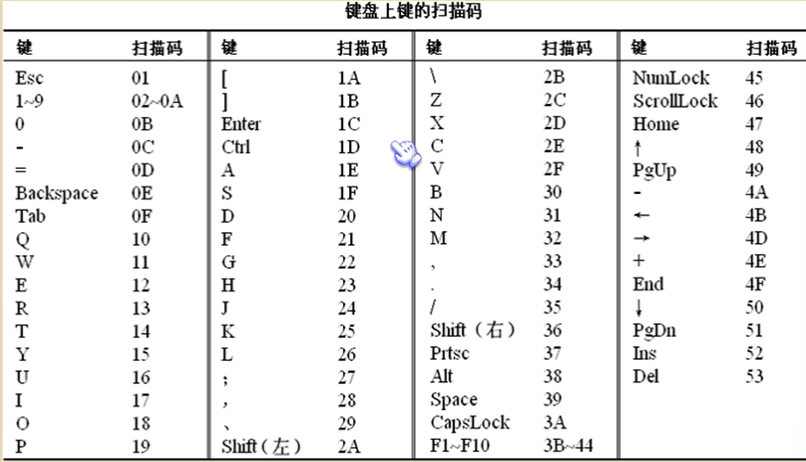 键盘上键的扫描码
键 扫描码 键 扫描码 键 扫描码 键 扫描码
Esc 01 [ 1A \ 2B NumLock 45
1~9 02~0A ] 1B Z 2C ScrollLock 46
0 0B Enter 1C X 2D Home 47
- 0C Ctrl 1D C 2E ↑ 48
= 0D A 1E V 2F PgUp 49
Backspace 0E S 1F B 30 - 4A
Tab 0F D 20 N 31 ← 4B
Q 10 F 21 M 32 → 4D
W 11 G 22 , 33 + 4E
E 12 H 23 . 34 End 4F
R 13 J 24 / 35 ↓ 50
T 14 K 25 Shift（右） 36 PgDn 51
Y 15 L 26 Prtsc 37 Ins 52
U 16 ; 27 Alt 38 Del 53
I 17 , 28 Space 39
O 18 、 29 CapsLock 3A
P 19 Shift（左） 2A F1~F10 3B~44